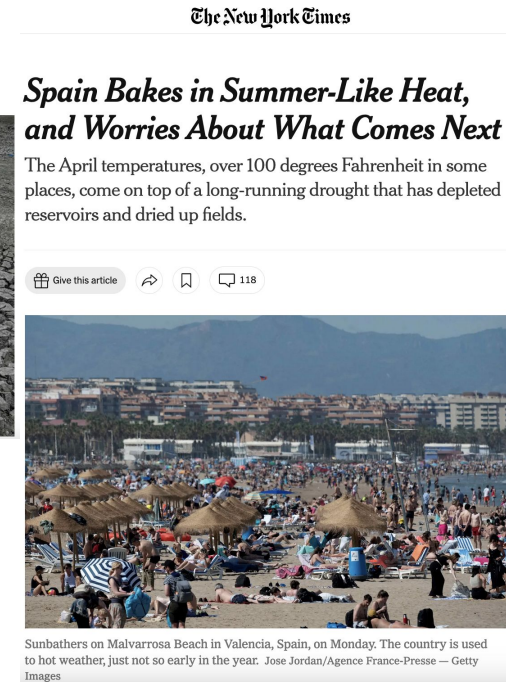 The New York Times
Spain Bakes in Summer-Like Heat,
and Worries About What Comes Next
The April temperatures, over 100 degrees Fahrenheit in some
places, come on top of a long-running drought that has depleted
reservoirs and dried up fields.
Give this article
118
Sunbathers on Malvarrosa Beach in Valencia, Spain, on Monday. The country is used
to hot weather, just not so early in the year. Jose Jordan/Agence France-Presse — Getty
Images